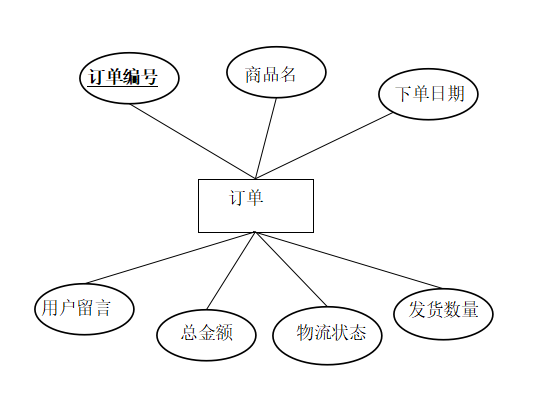 订单编号
商品名
下单日期
订单
用户留言
总金额
物流状态
发货数量